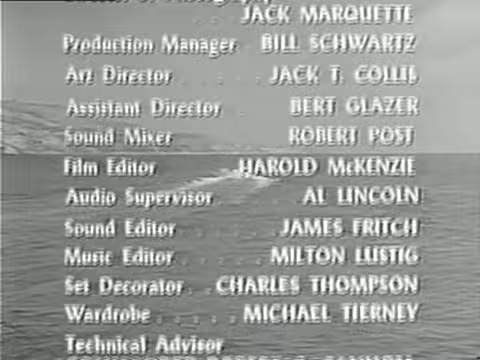 JACK MARQUETTE
Production Manager BILL SCHWARTZ
Art Director . . . . . JACK T. COLLIS
Assistant Director . . BERT GLAZER
Sound Mixer ROBERT POST
Film Editor HAROLD McKENZIE
Audio Supervisor . . . AL LINCOLN
Sound Editor . . . . . JAMES FRITCH
Music Editor . . . . . MILTON LUSTIG
Set Decorator . . CHARLES THOMPSON
Wardrobe . . . . . MICHAEL TIERNEY
Technical Advisor